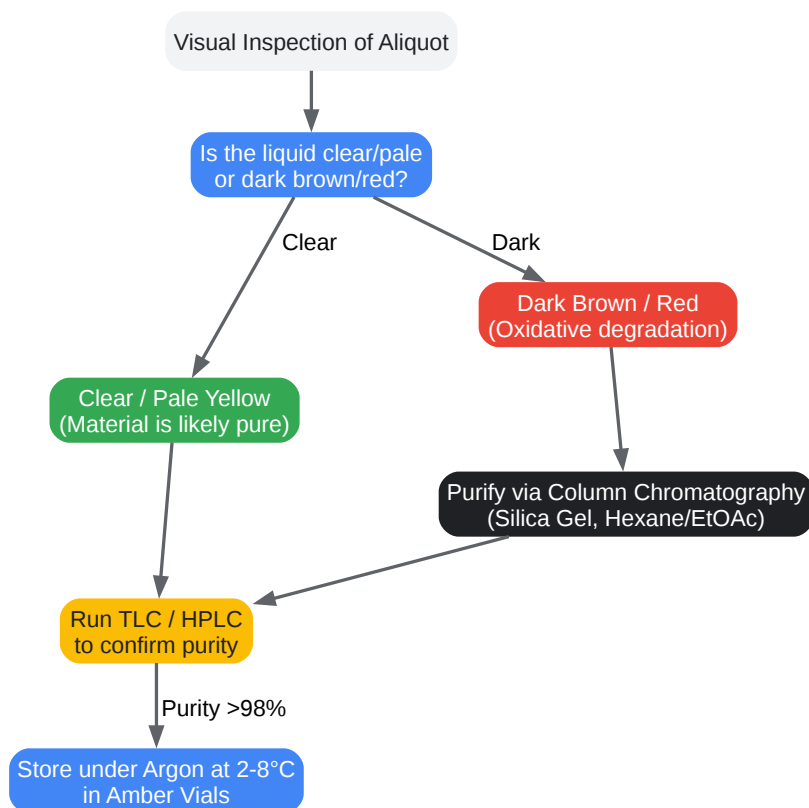 Visual Inspection of Aliquot
Is the liquid clear/pale
or dark brown/red?
Clear
Dark
Dark Brown / Red
(Oxidative degradation)
Clear / Pale Yellow
(Material is likely pure)
Purify via Column Chromatography
(Silica Gel, Hexane/EtOAc)
Run TLC / HPLC
to confirm purity
Purity >98%
Store under Argon at 2-8°C
in Amber Vials